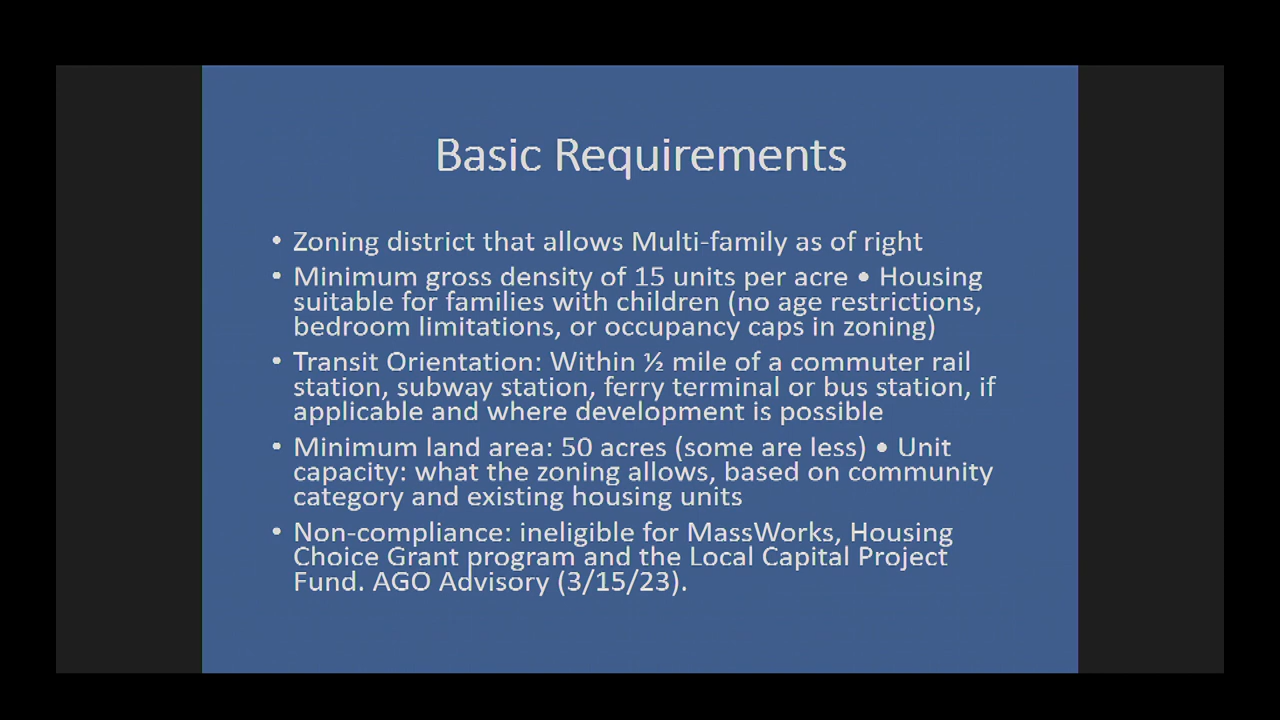 Basic Requirements
• Zoning district that allows Multi-family as of right
• Minimum gross density of 15 units per acre • Housing
suitable for families with children (no age restrictions,
bedroom limitations, or occupancy caps in zoning)
• Transit Orientation: Within ½ mile of a commuter rail
station, subway station, ferry terminal or bus station, if
applicable and where development is possible
• Minimum land area: 50 acres (some are less) • Unit
capacity: what the zoning allows, based on community
category and existing housing units
• Non-compliance: ineligible for MassWorks, Housing
Choice Grant program and the Local Capital Project
Fund. AGO Advisory (3/15/23).